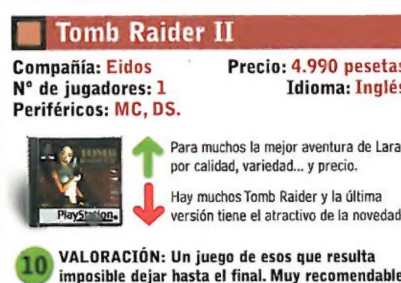 Tomb Raider II
Compañía: Eidos Precio: 4.990 pesetas
Nº de jugadores: 1 Idioma: Inglés
Periféricos: MC, DS.
TOMB
PlayStation
Para muchos la mejor aventura de Lara
por calidad, variedad... y precio.
Hay muchos Tomb Raider y la última
versión tiene el atractivo de la novedad
10 VALORACIÓN: Un juego de esos que resulta
imposible dejar hasta el final. Muy recomendable